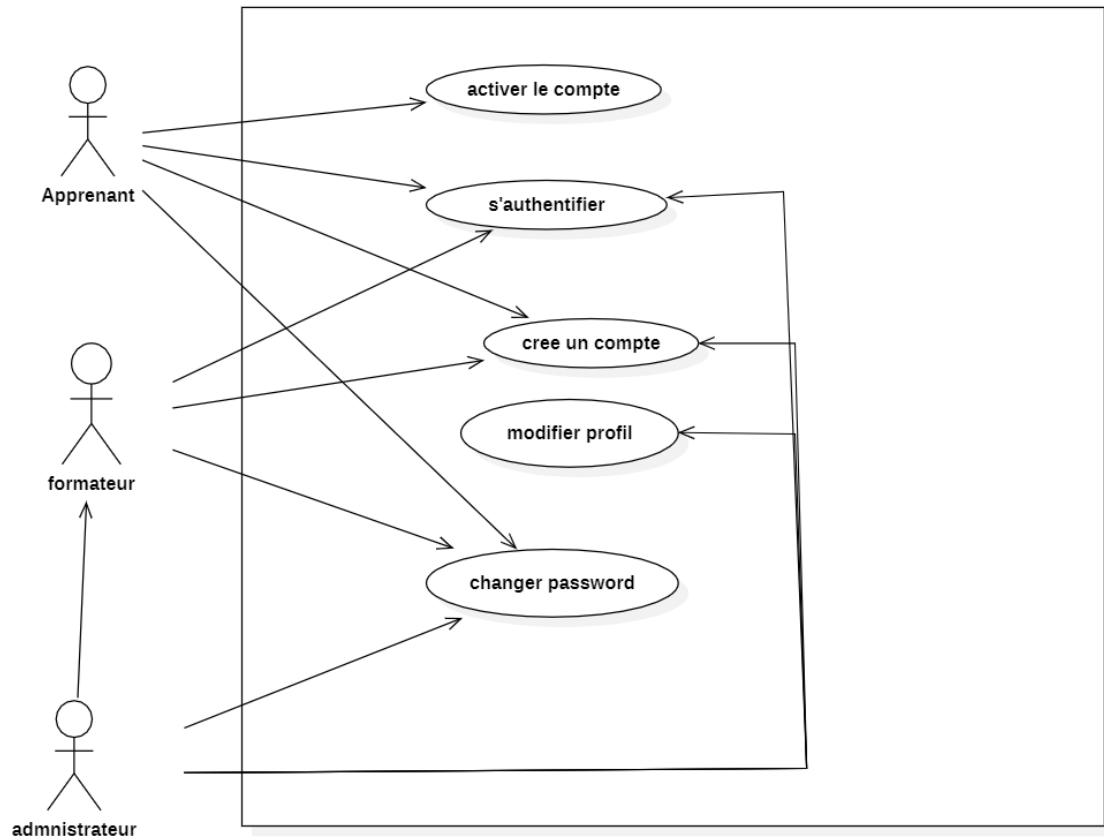 activer le compte
Apprenant
s'authentifier
cree un compte
modifier profil
formateur
changer password
admnistrateur